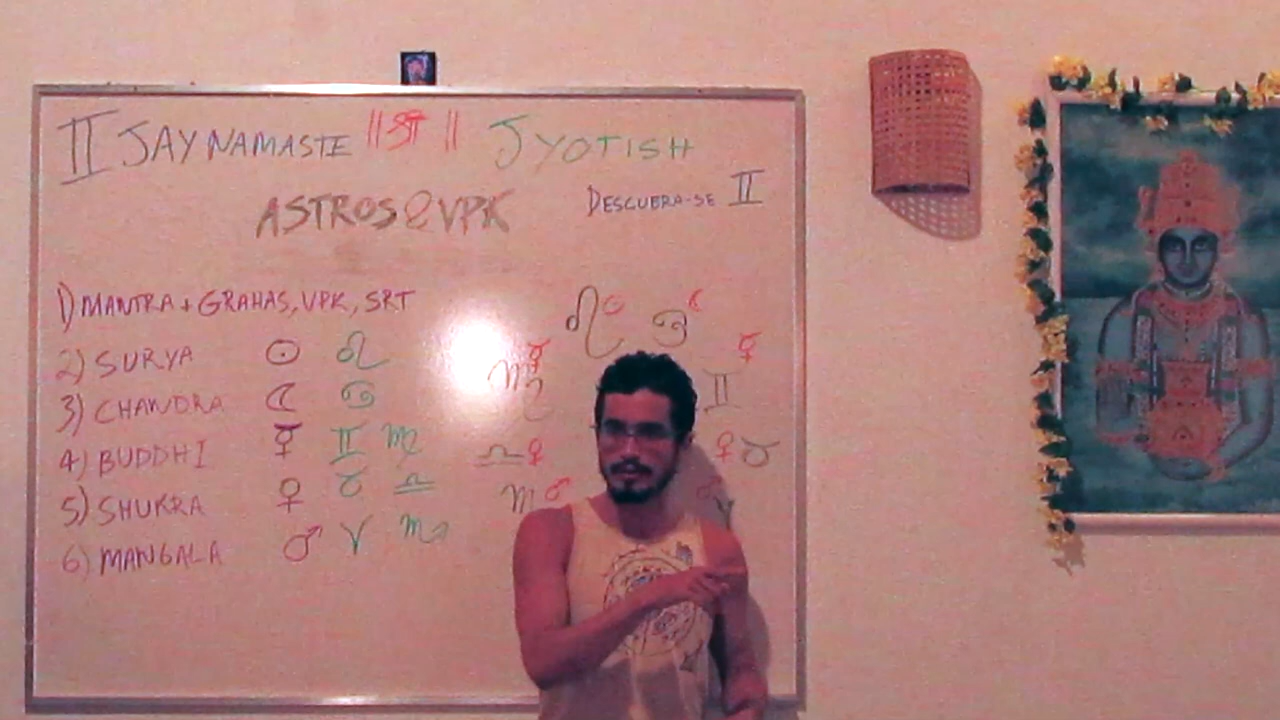 II JAY NAMASTE ॥ श्री ॥ JYOTISH
ASTROS & VPK DESCUBRA-SE II
1) MANTRA + GRAHAS, VPK, SRT
2) SURYA ☉ ♌
3) CHANDRA ☾ ♋
4) BUDDHI ☿ ♊ ♍
5) SHUKRA ♀ ♉ ♎
6) MANGALA ♂ ♈ ♏
♌ ☉ ♋ ☾
♍ ☿ ♊ ☿
♎ ♀ ♀ ♉
♏ ♂ ♂ ♈